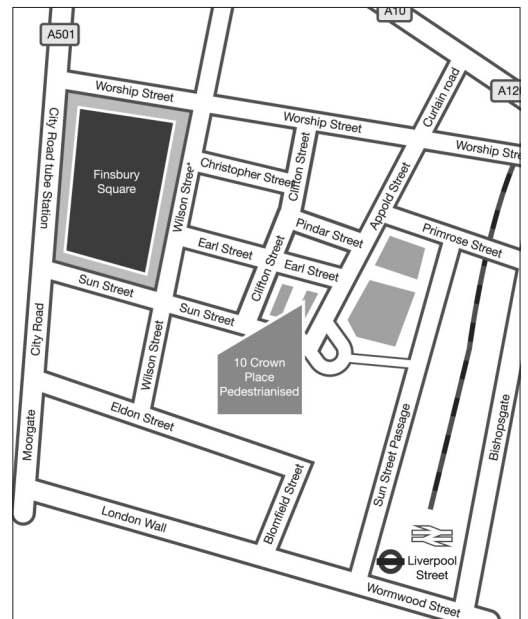 A10
A501
A120
Curlain road
Worship Street
Worship Street
Worship Stre
City Road tube Station
Finsbury
Square
Clifton Street
Christopher Street
Wilson Street
Appold Street
Pindar Street
Primrose Street
Earl Street
Earl Street
Clifton Street
Sun Street
Sun Street
City Road
Wilson Street
10 Crown
Place
Pedestrianised
Eldon Street
Moorgate
Sun Street Passage
Bishopsgate
Blomfield Street
London Wall
Liverpool
Street
Wormwood Street